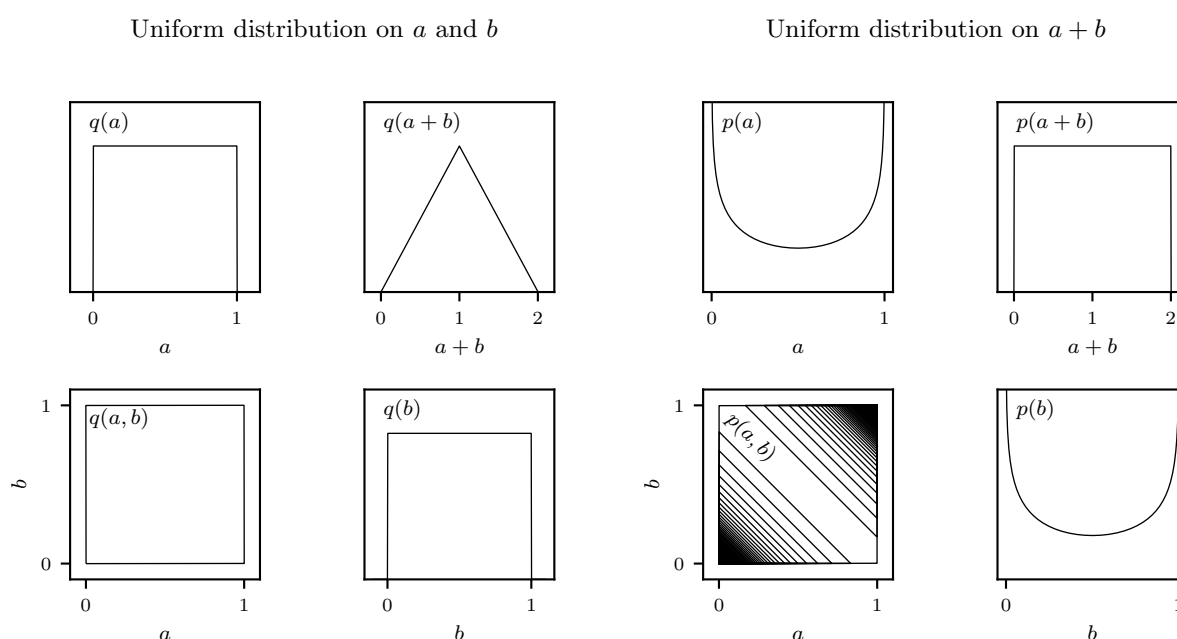 Uniform distribution on a and b
Uniform distribution on a + b
q(a)
0 1
a
q(a + b)
0 1 2
a + b
p(a)
0 1
a
p(a + b)
0 1 2
a + b
q(a, b)
1
0
b
0 1
a
q(b)
0 1
b
p(a, b)
1
0
b
0 1
a
p(b)
0 1
b